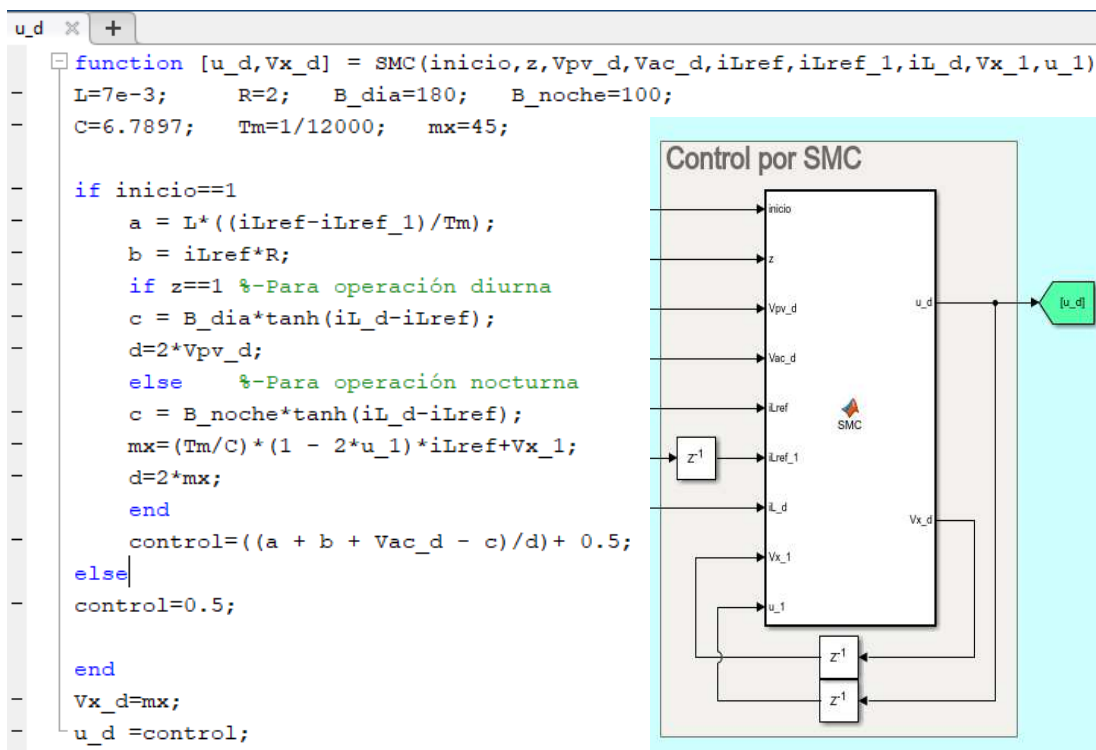 u_d
function [u_d,Vx_d] = SMC(inicio,z,Vpv_d,Vac_d,iLref,iLref_1,iL_d,Vx_1,u_1)
L=7e-3; R=2; B_dia=180; B_noche=100;
C=6.7897; Tm=1/12000; mx=45;
if inicio==1
a = L*((iLref-iLref_1)/Tm);
b = iLref*R;
if z==1 %-Para operación diurna
c = B_dia*tanh(iL_d-iLref);
d=2*Vpv_d;
else %-Para operación nocturna
c = B_noche*tanh(iL_d-iLref);
mx=(Tm/C)*(1 - 2*u_1)*iLref+Vx_1;
d=2*mx;
end
control=((a + b + Vac_d - c)/d)+ 0.5;
else
control=0.5;
end
Vx_d=mx;
u_d =control;
Control por SMC
inicio
z
Vpv_d
u_d
[u_d]
Vac_d
iLref
SMC
z-1
iLref_1
iL_d
Vx_d
Vx_1
u_1
z-1
z-1